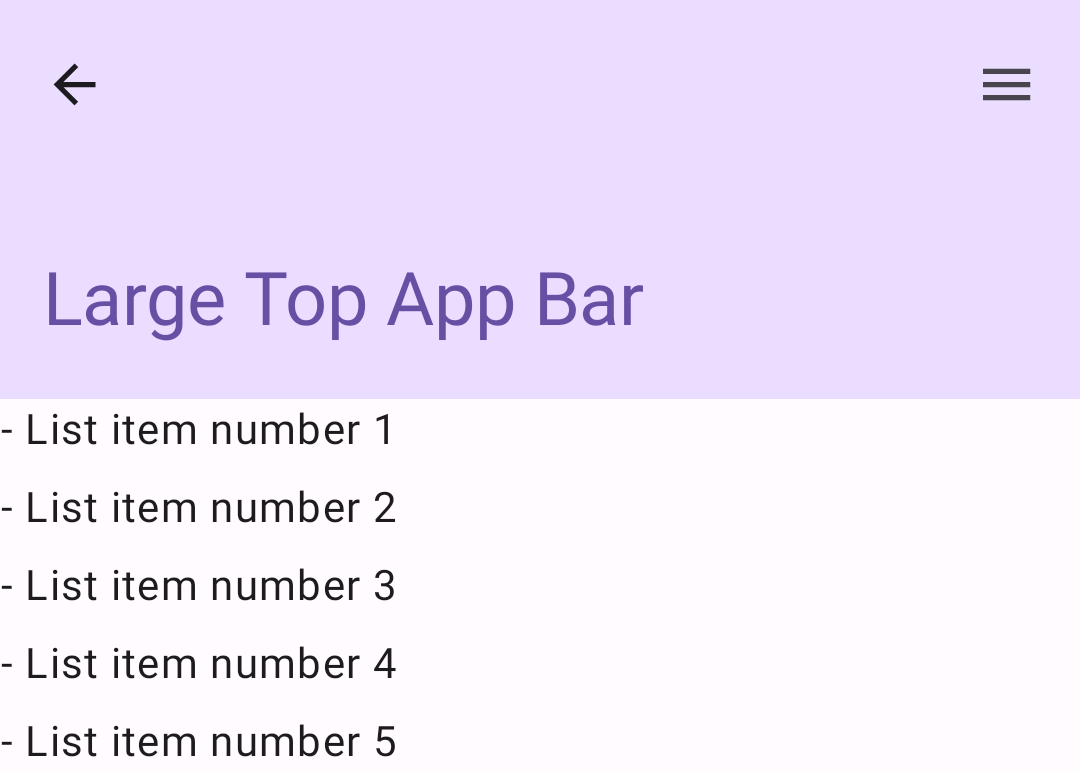 Large Top App Bar
- List item number 1
- List item number 2
- List item number 3
- List item number 4
- List item number 5